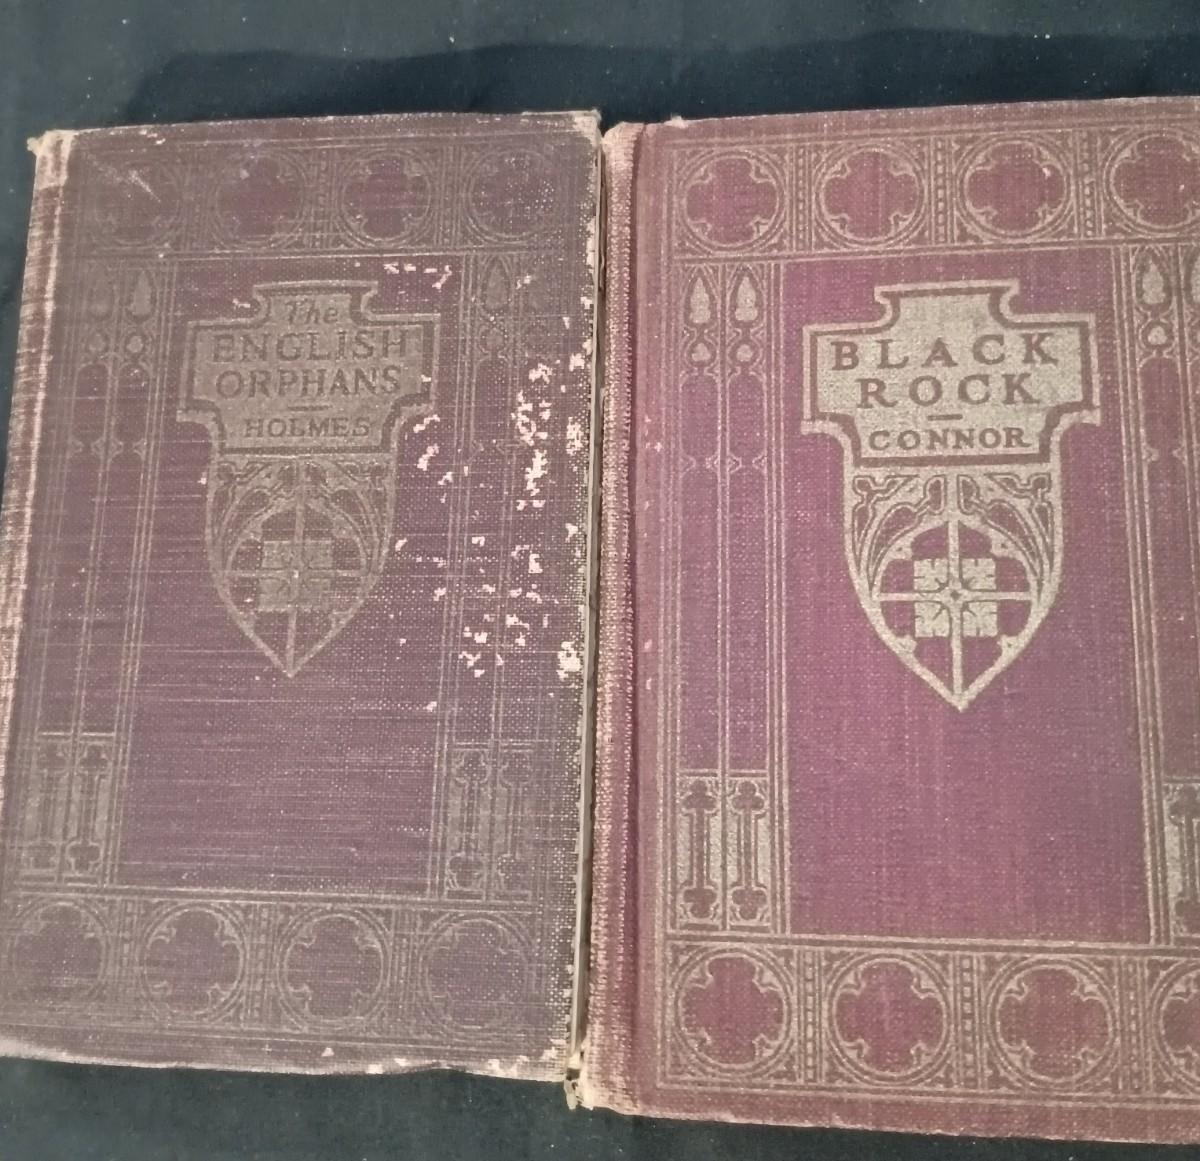 The
ENGLISH
ORPHANS
HOLMES
BLACK
ROCK
CONNOR